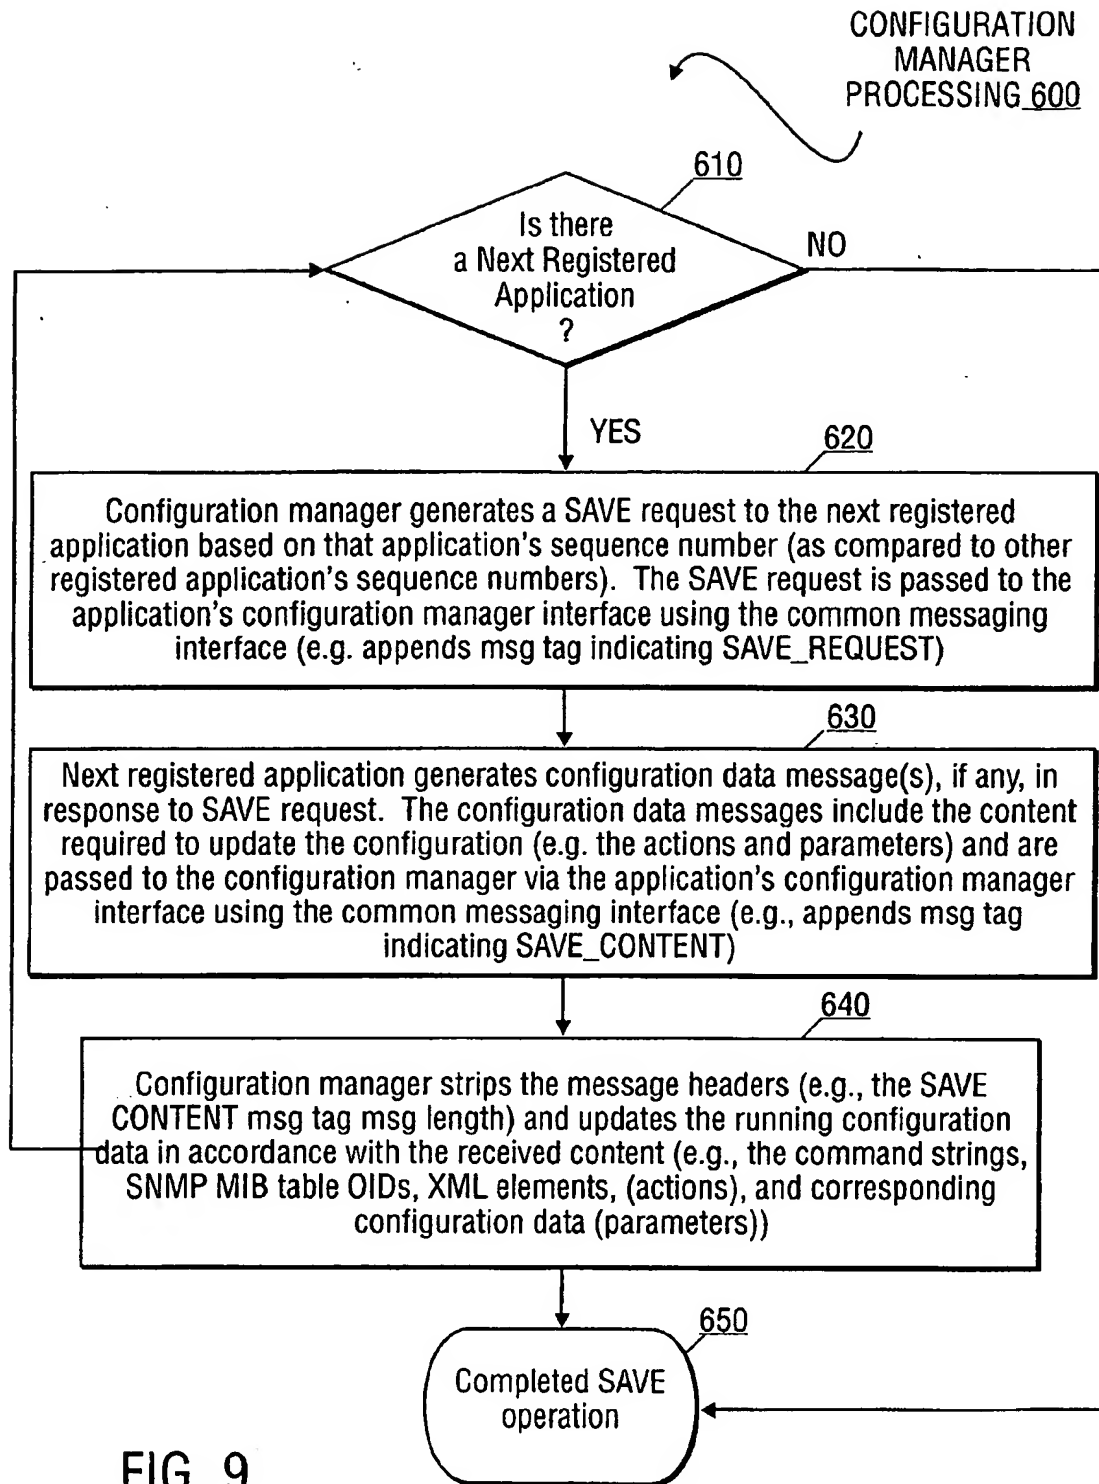 CONFIGURATION
MANAGER
PROCESSING 600
610
Is there
a Next Registered
Application
?
NO
YES
620
Configuration manager generates a SAVE request to the next registered
application based on that application's sequence number (as compared to other
registered application's sequence numbers). The SAVE request is passed to the
application's configuration manager interface using the common messaging
interface (e.g. appends msg tag indicating SAVE_REQUEST)
630
Next registered application generates configuration data message(s), if any, in
response to SAVE request. The configuration data messages include the content
required to update the configuration (e.g. the actions and parameters) and are
passed to the configuration manager via the application's configuration manager
interface using the common messaging interface (e.g., appends msg tag
indicating SAVE_CONTENT)
640
Configuration manager strips the message headers (e.g., the SAVE
CONTENT msg tag msg length) and updates the running configuration
data in accordance with the received content (e.g., the command strings,
SNMP MIB table OIDs, XML elements, (actions), and corresponding
configuration data (parameters))
650
Completed SAVE
operation
FIG. 9